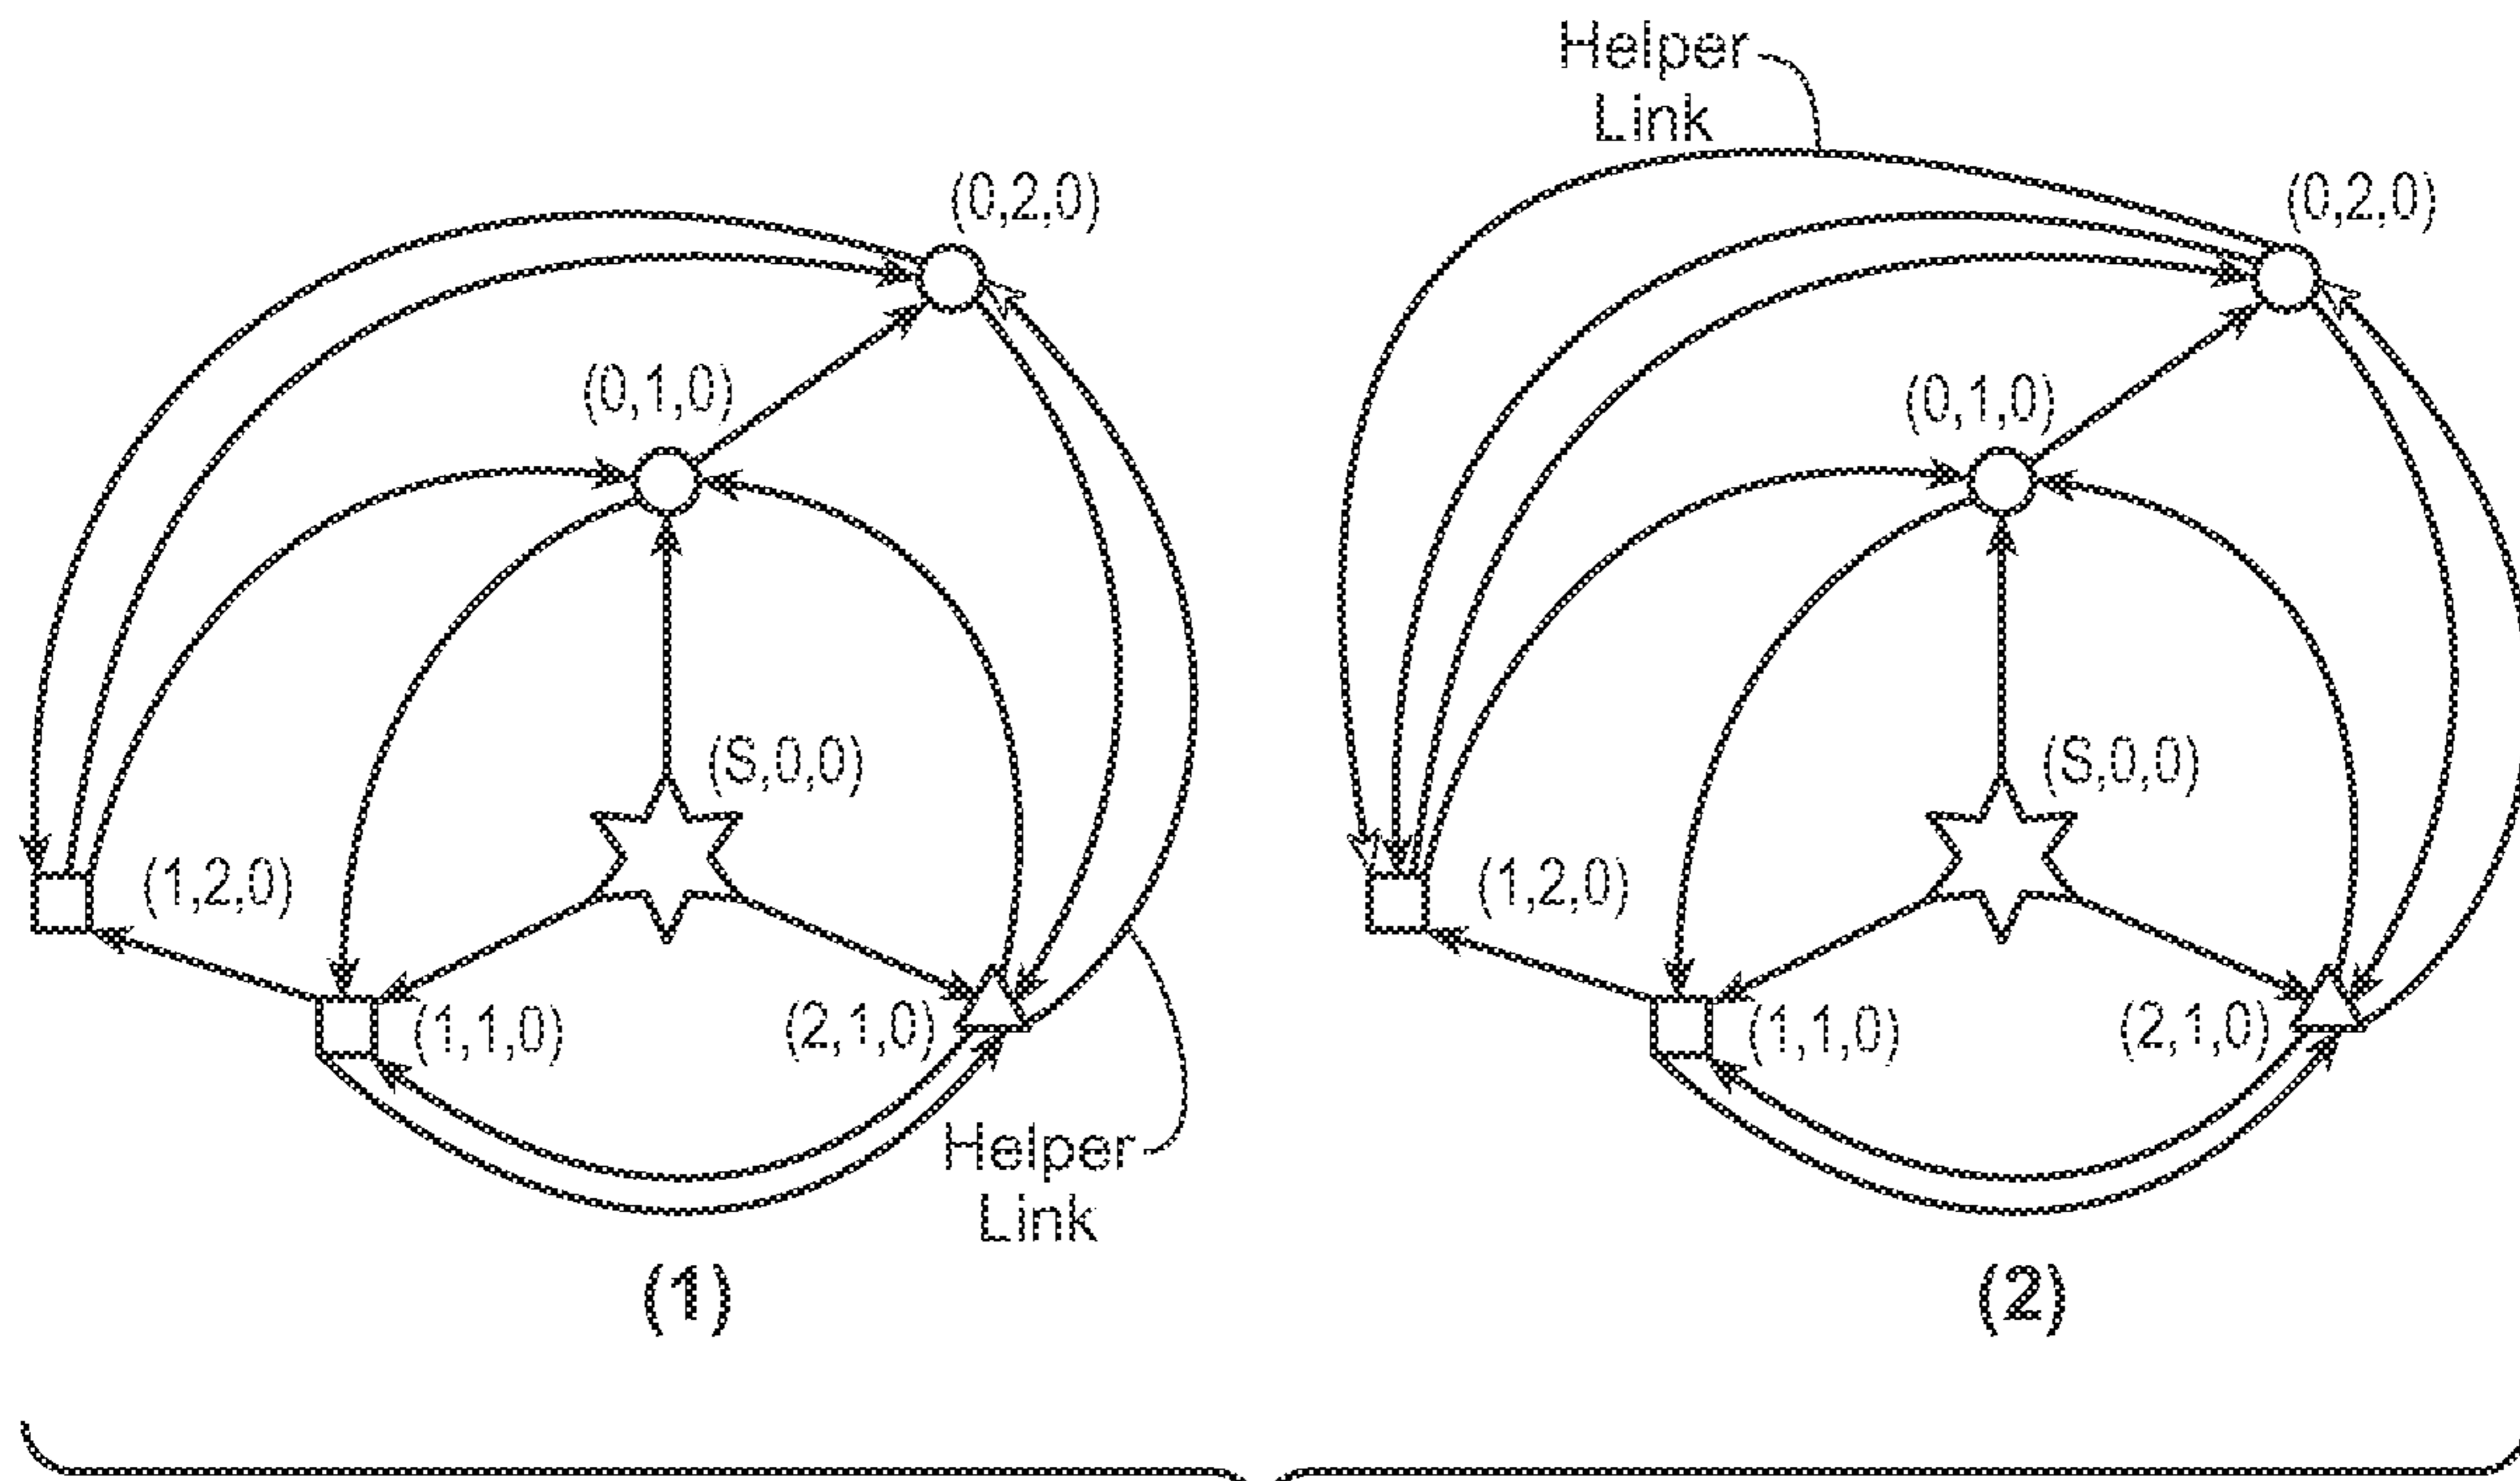 (0,2,0)
(0,1,0)
(S,0,0)
(1,2,0)
(1,1,0)
(2,1,0)
Helper
Link
(1)
Helper
Link
(0,2,0)
(0,1,0)
(S,0,0)
(1,2,0)
(1,1,0)
(2,1,0)
(2)